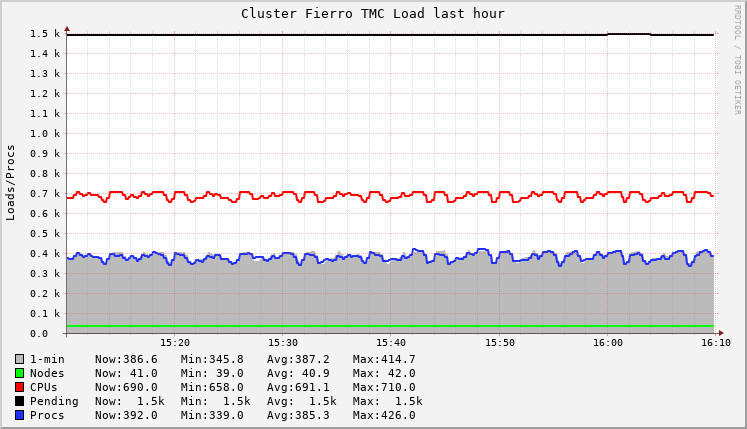 Cluster Fierro TMC Load last hour
RRDTOOL / TOBI OETIKER
Loads/Procs
1.5 k
1.4 k
1.3 k
1.2 k
1.1 k
1.0 k
0.9 k
0.8 k
0.7 k
0.6 k
0.5 k
0.4 k
0.3 k
0.2 k
0.1 k
0.0
15:20 15:30 15:40 15:50 16:00 16:10
1-min Now:386.6 Min:345.8 Avg:387.2 Max:414.7
Nodes Now: 41.0 Min: 39.0 Avg: 40.9 Max: 42.0
CPUs Now:690.0 Min:658.0 Avg:691.1 Max:710.0
Pending Now: 1.5k Min: 1.5k Avg: 1.5k Max: 1.5k
Procs Now:392.0 Min:339.0 Avg:385.3 Max:426.0